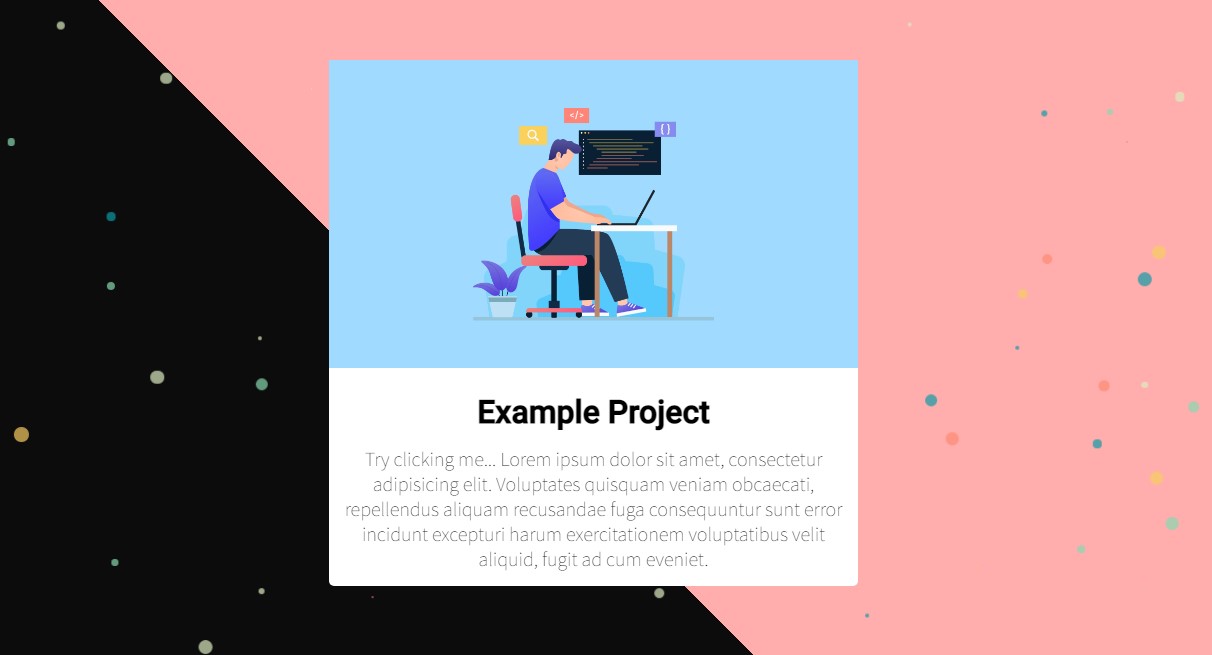 </>
{ }
Example Project
Try clicking me... Lorem ipsum dolor sit amet, consectetur
adipisicing elit. Voluptates quisquam veniam obcaecati,
repellendus aliquam recusandae fuga consequuntur sunt error
incidunt excepturi harum exercitationem voluptatibus velit
aliquid, fugit ad cum eveniet.